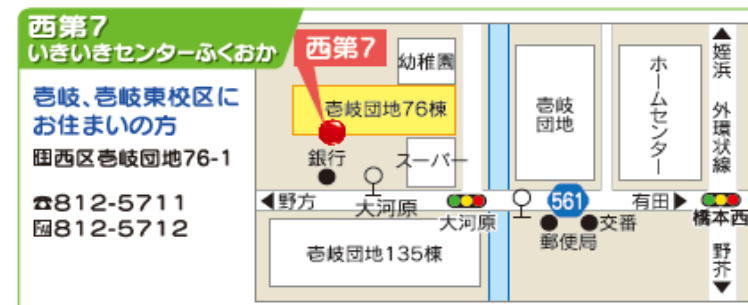 西第7
いきいきセンターふくおか
壱岐、壱岐東校区に
お住まいの方
住西区壱岐団地76-1
☎812-5711
FAX812-5712
西第7
幼稚園
壱岐団地76棟
銀行
スーパー
◀野方
大河原
大河原
壱岐団地135棟
壱岐
団地
561
郵便局
交番
ホームセンター
有田▶
橋本西
▲
姪浜
外環状線
野芥
▼